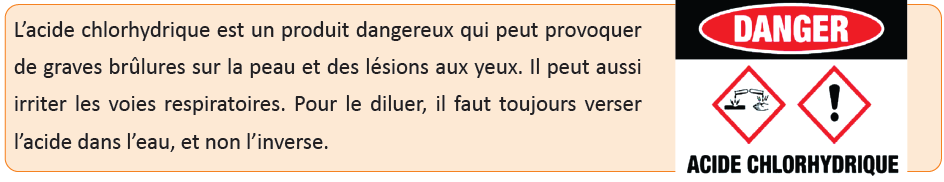 L’acide chlorhydrique est un produit dangereux qui peut provoquer
de graves brûlures sur la peau et des lésions aux yeux. Il peut aussi
irriter les voies respiratoires. Pour le diluer, il faut toujours verser
l’acide dans l’eau, et non l’inverse.
DANGER
ACIDE CHLORHYDRIQUE